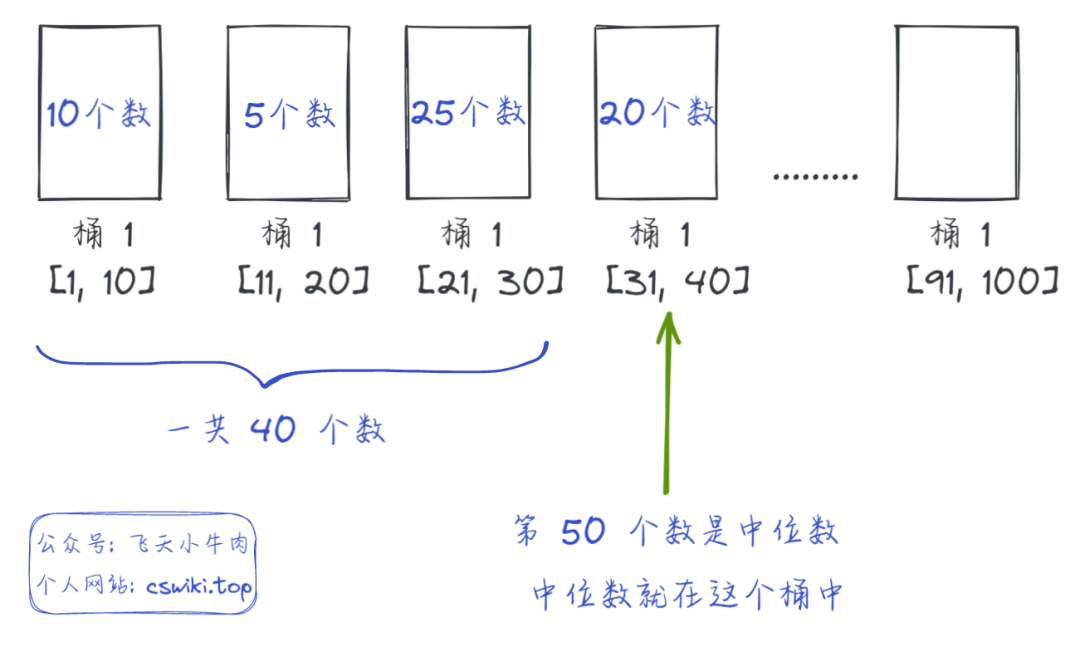 10个数 5个数 25个数 20个数
.........
桶 1 桶 1 桶 1 桶 1 桶 1
[1, 10] [11, 20] [21, 30] [31, 40] [91, 100]
一共 40 个数
第 50 个数是中位数
中位数就在这个桶中
公众号: 飞天小牛肉
个人网站: cswiki.top